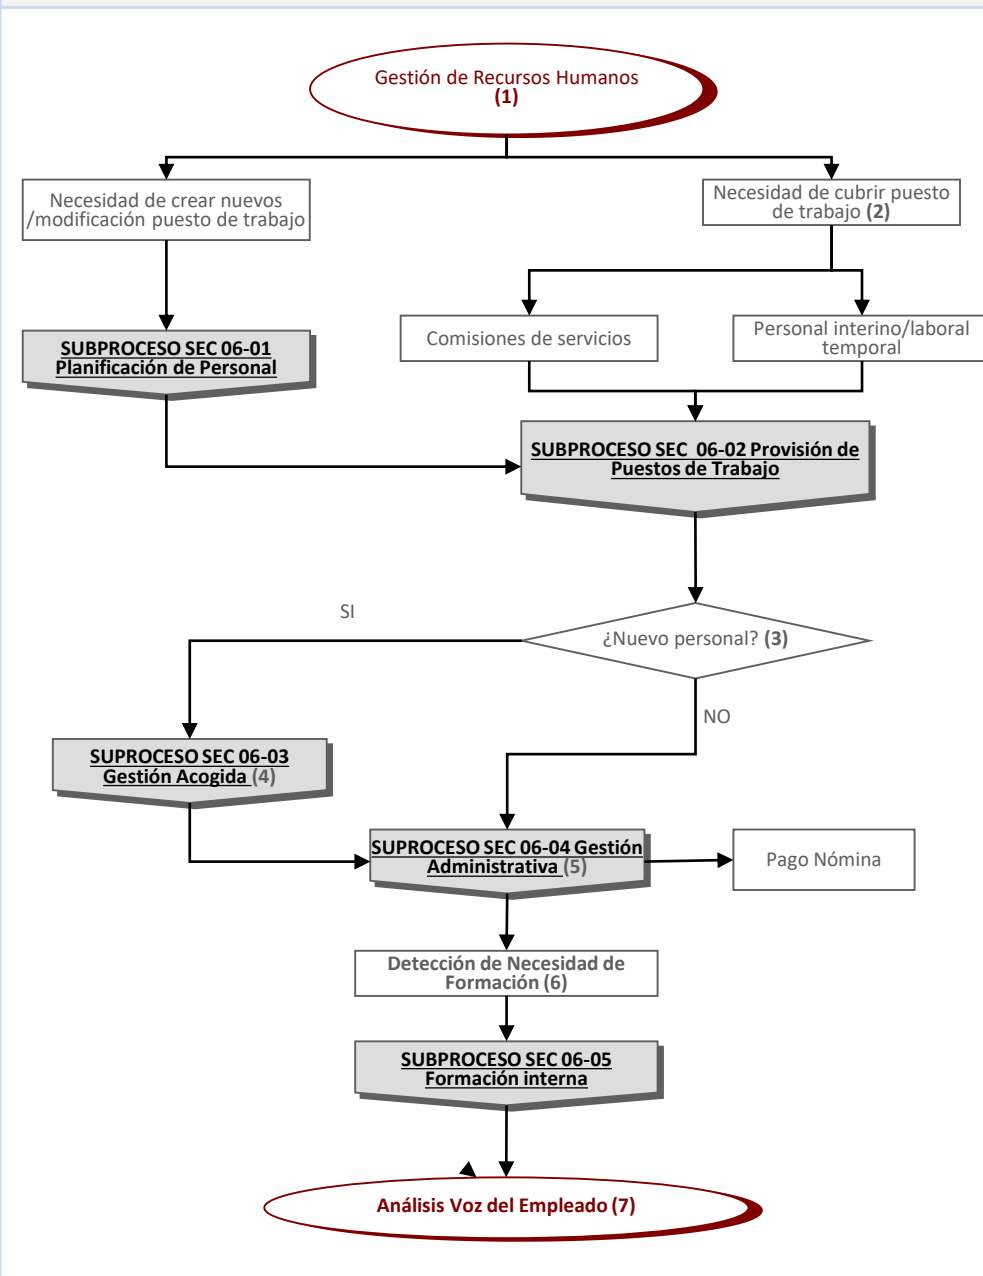 Gestión de Recursos Humanos
(1)
Necesidad de crear nuevos
/modificación puesto de trabajo
Necesidad de cubrir puesto
de trabajo (2)
Comisiones de servicios
Personal interino/laboral
temporal
SUBPROCESO SEC 06-01
Planificación de Personal
SUBPROCESO SEC 06-02 Provisión de
Puestos de Trabajo
SI
¿Nuevo personal? (3)
NO
SUPROCESO SEC 06-03
Gestión Acogida (4)
SUPROCESO SEC 06-04 Gestión
Administrativa (5)
Pago Nómina
Detección de Necesidad de
Formación (6)
SUBPROCESO SEC 06-05
Formación interna
Análisis Voz del Empleado (7)